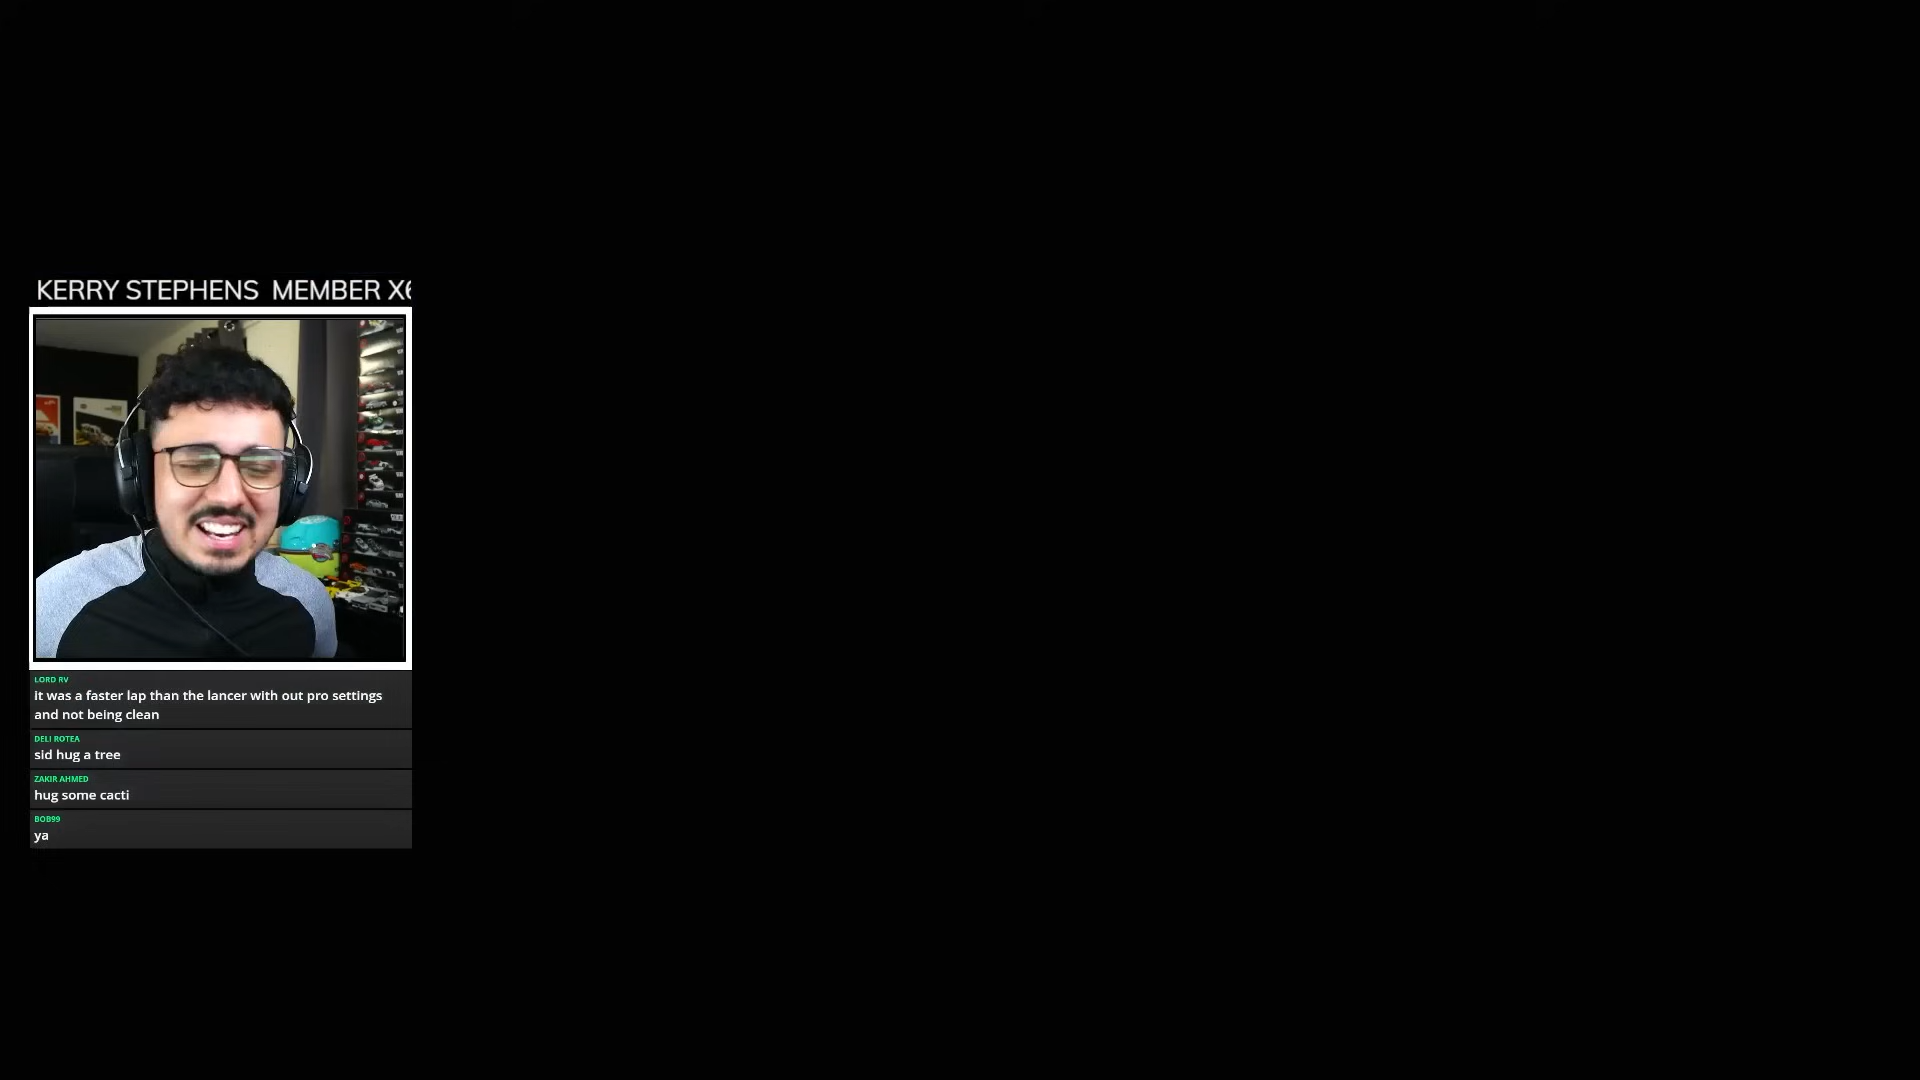 KERRY STEPHENS MEMBER X6
LORD RV
it was a faster lap than the lancer with out pro settings
and not being clean
DELI ROTEA
sid hug a tree
ZAKIR AHMED
hug some cacti
BOB99
ya